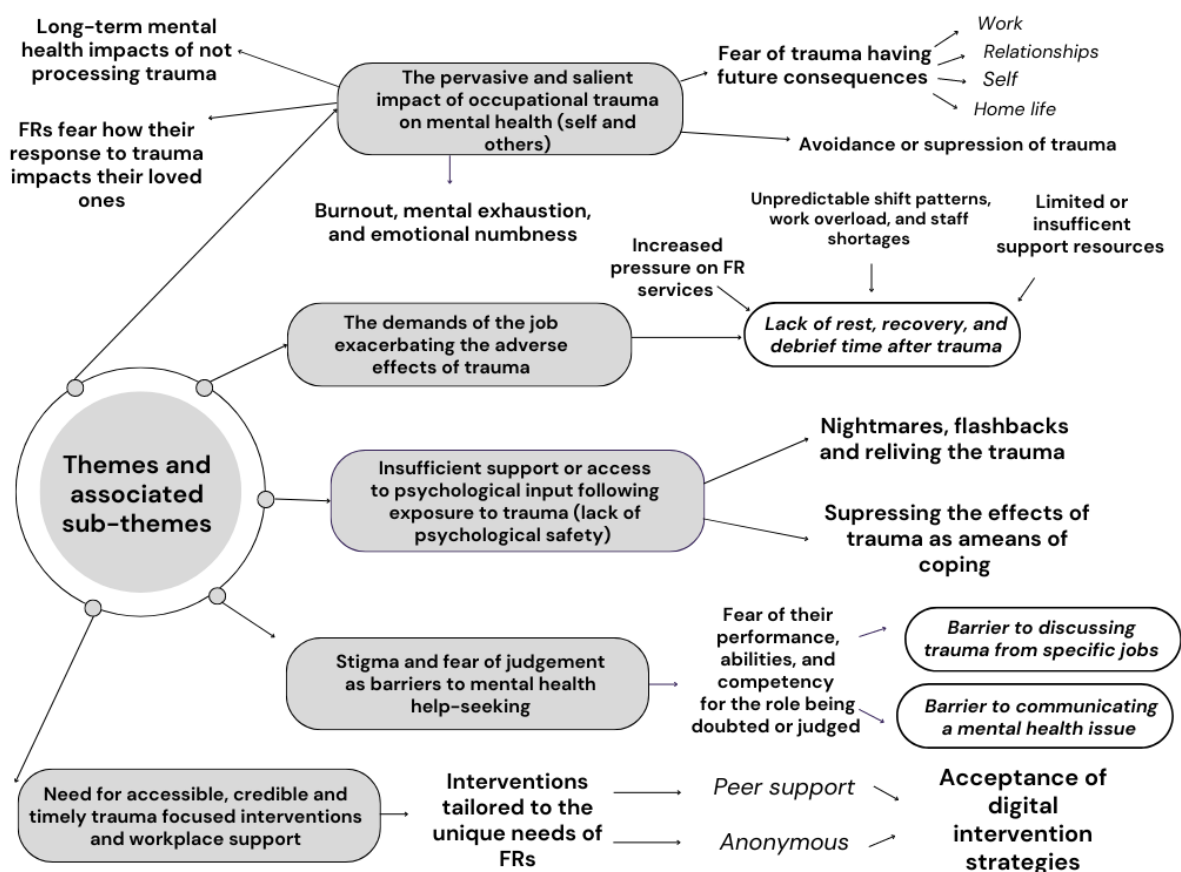 Long-term mental
health impacts of not
processing trauma
FRs fear how their
response to trauma
impacts their loved
ones
The pervasive and salient
impact of occupational trauma
on mental health (self and
others)
Fear of trauma having
future consequences
Work
Relationships
Self
Home life
Avoidance or supression of trauma
Burnout, mental exhaustion,
and emotional numbness
Increased
pressure on FR
services
Unpredictable shift patterns,
work overload, and staff
shortages
Limited or
insufficient
support resources
The demands of the job
exacerbating the adverse
effects of trauma
Lack of rest, recovery, and
debrief time after trauma
Themes and
associated
sub-themes
Insufficient support or access
to psychological input following
exposure to trauma (lack of
psychological safety)
Nightmares, flashbacks
and reliving the trauma
Supressing the effects of
trauma as ameans of
coping
Stigma and fear of judgement
as barriers to mental health
help-seeking
Fear of their
performance,
abilities, and
competency
for the role being
doubted or judged
Barrier to discussing
trauma from specific jobs
Barrier to communicating
a mental health issue
Need for accessible, credible and
timely trauma focused interventions
and workplace support
Interventions
tailored to the
unique needs of
FRs
Peer support
Anonymous
Acceptance of
digital
intervention
strategies